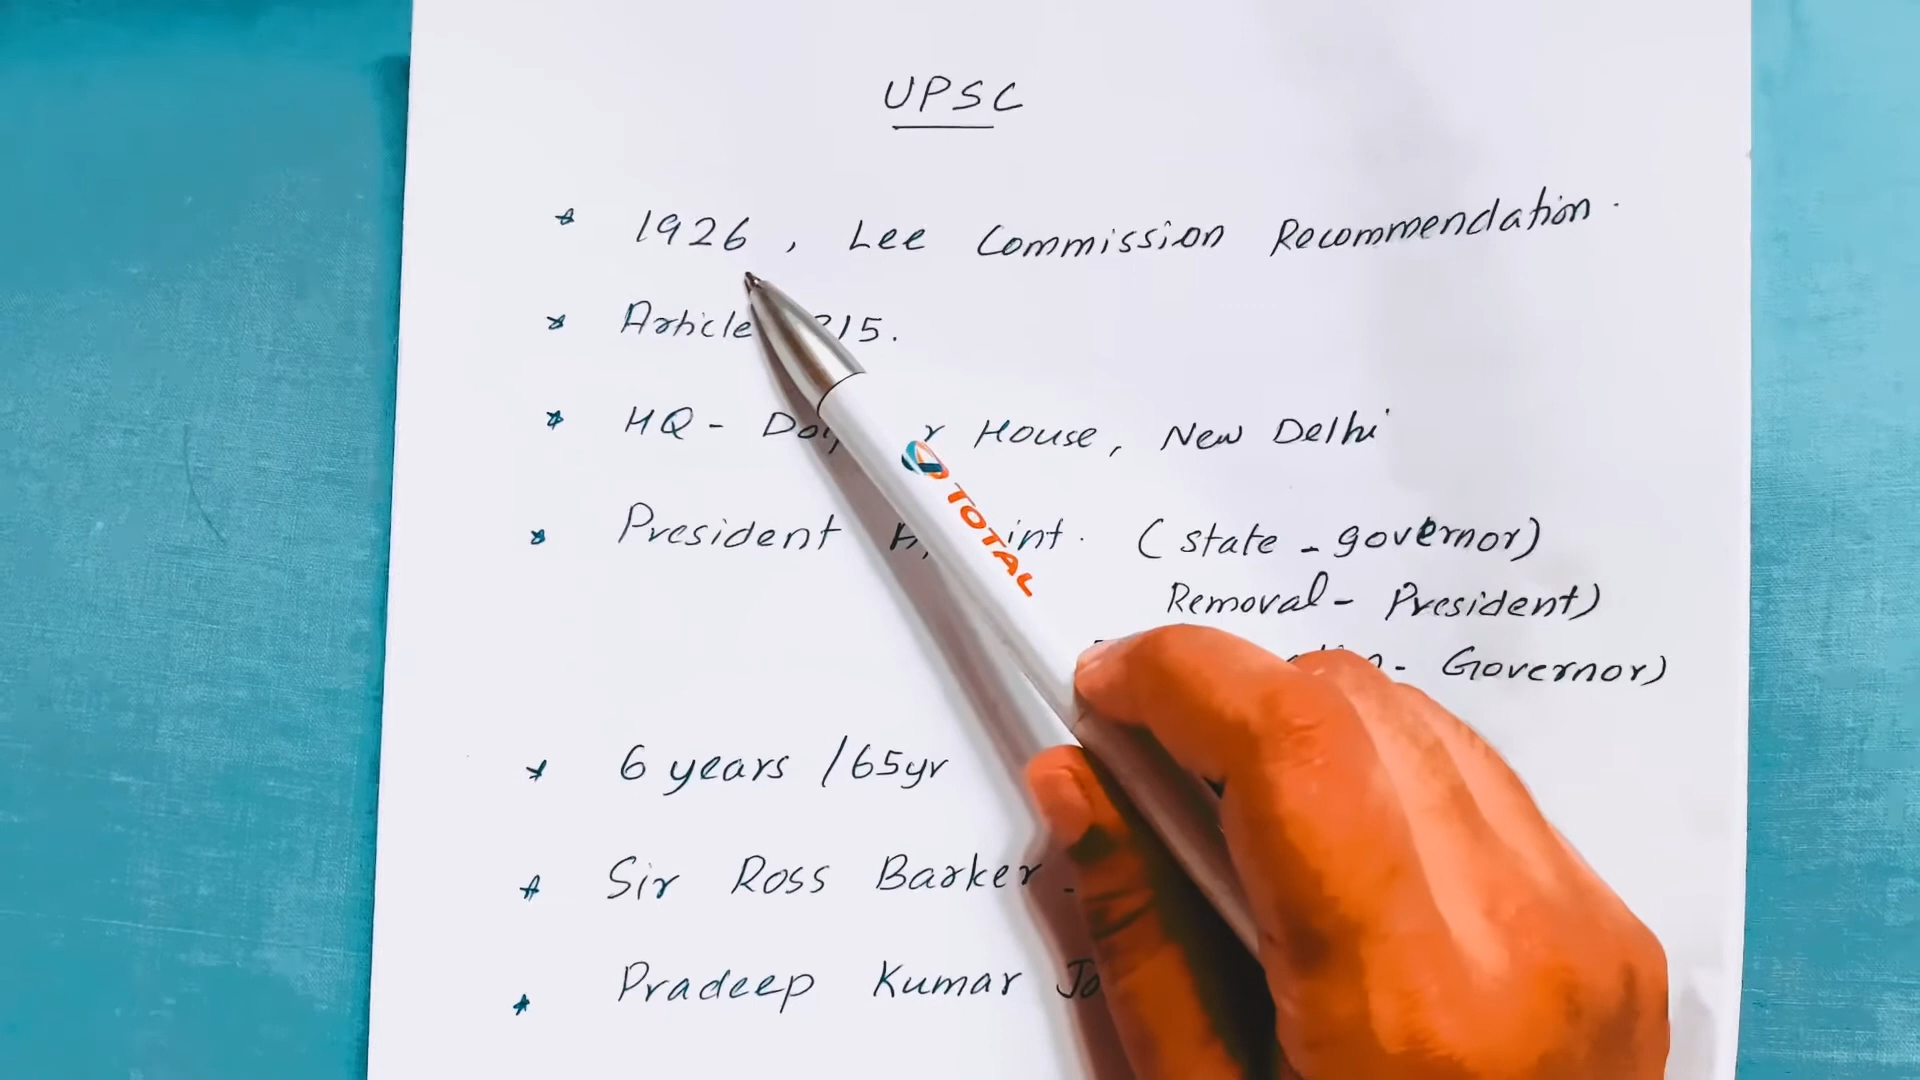 UPSC
* 1926, Lee Commission Recommendation.
* Article 315.
* HQ - House, New Delhi
* President (state - governor)
Removal - President)
- Governor)
* 6 years / 65yr
* Sir Ross Barker -
* Pradeep Kumar
TOTAL